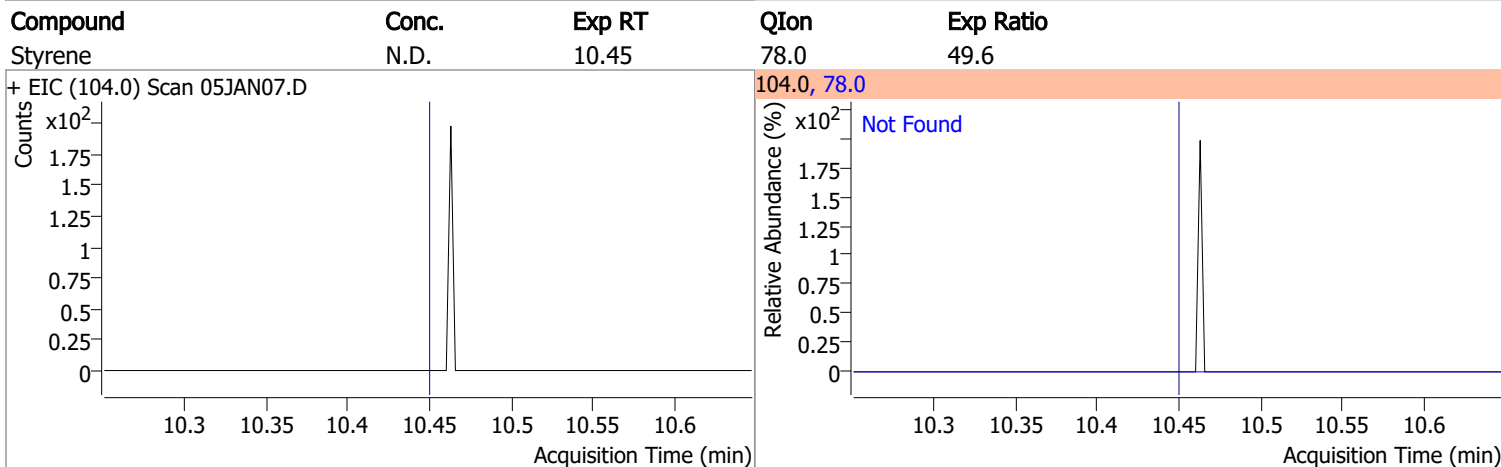 Compound Conc. Exp RT QIon Exp Ratio
Styrene N.D. 10.45 78.0 49.6
+ EIC (104.0) Scan 05JAN07.D
Counts
x10²
1.75
1.5
1.25
1
0.75
0.5
0.25
0
10.3 10.35 10.4 10.45 10.5 10.55 10.6
Acquisition Time (min)
104.0, 78.0
Relative Abundance (%)
x10²
Not Found
1.75
1.5
1.25
1
0.75
0.5
0.25
0
10.3 10.35 10.4 10.45 10.5 10.55 10.6
Acquisition Time (min)